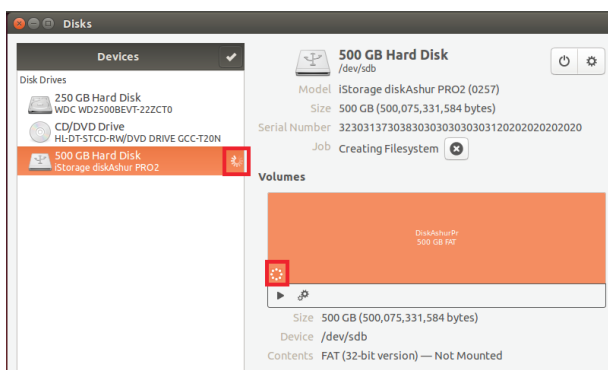 Disks
Devices
Disk Drives
250 GB Hard Disk
WDC WD2500BEVT-22ZCT0
CD/DVD Drive
HL-DT-STCD-RW/DVD DRIVE GCC-T20N
500 GB Hard Disk
iStorage diskAshur PRO2
500 GB Hard Disk
/dev/sdb
Model iStorage diskAshur PRO2 (0257)
Size 500 GB (500,075,331,584 bytes)
Serial Number 32303137303830303030303031202020202020
Job Creating Filesystem
Volumes
DiskAshurPr
500 GB FAT
Size 500 GB (500,075,331,584 bytes)
Device /dev/sdb
Contents FAT (32-bit version) — Not Mounted